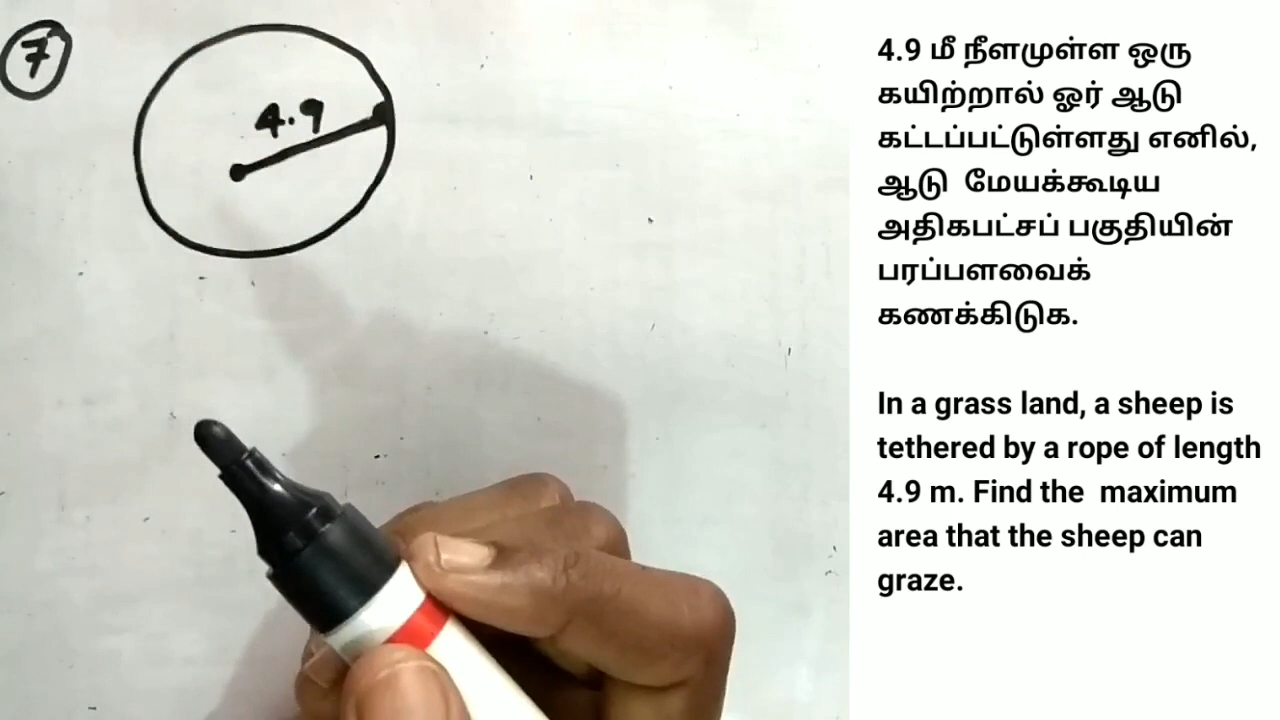 7
4.9
4.9 மீ நீளமுள்ள ஒரு
கயிற்றால் ஓர் ஆடு
கட்டப்பட்டுள்ளது எனில்,
ஆடு மேயக்கூடிய
அதிகபட்சப் பகுதியின்
பரப்பளவைக்
கணக்கிடுக.
In a grass land, a sheep is
tethered by a rope of length
4.9 m. Find the maximum
area that the sheep can
graze.